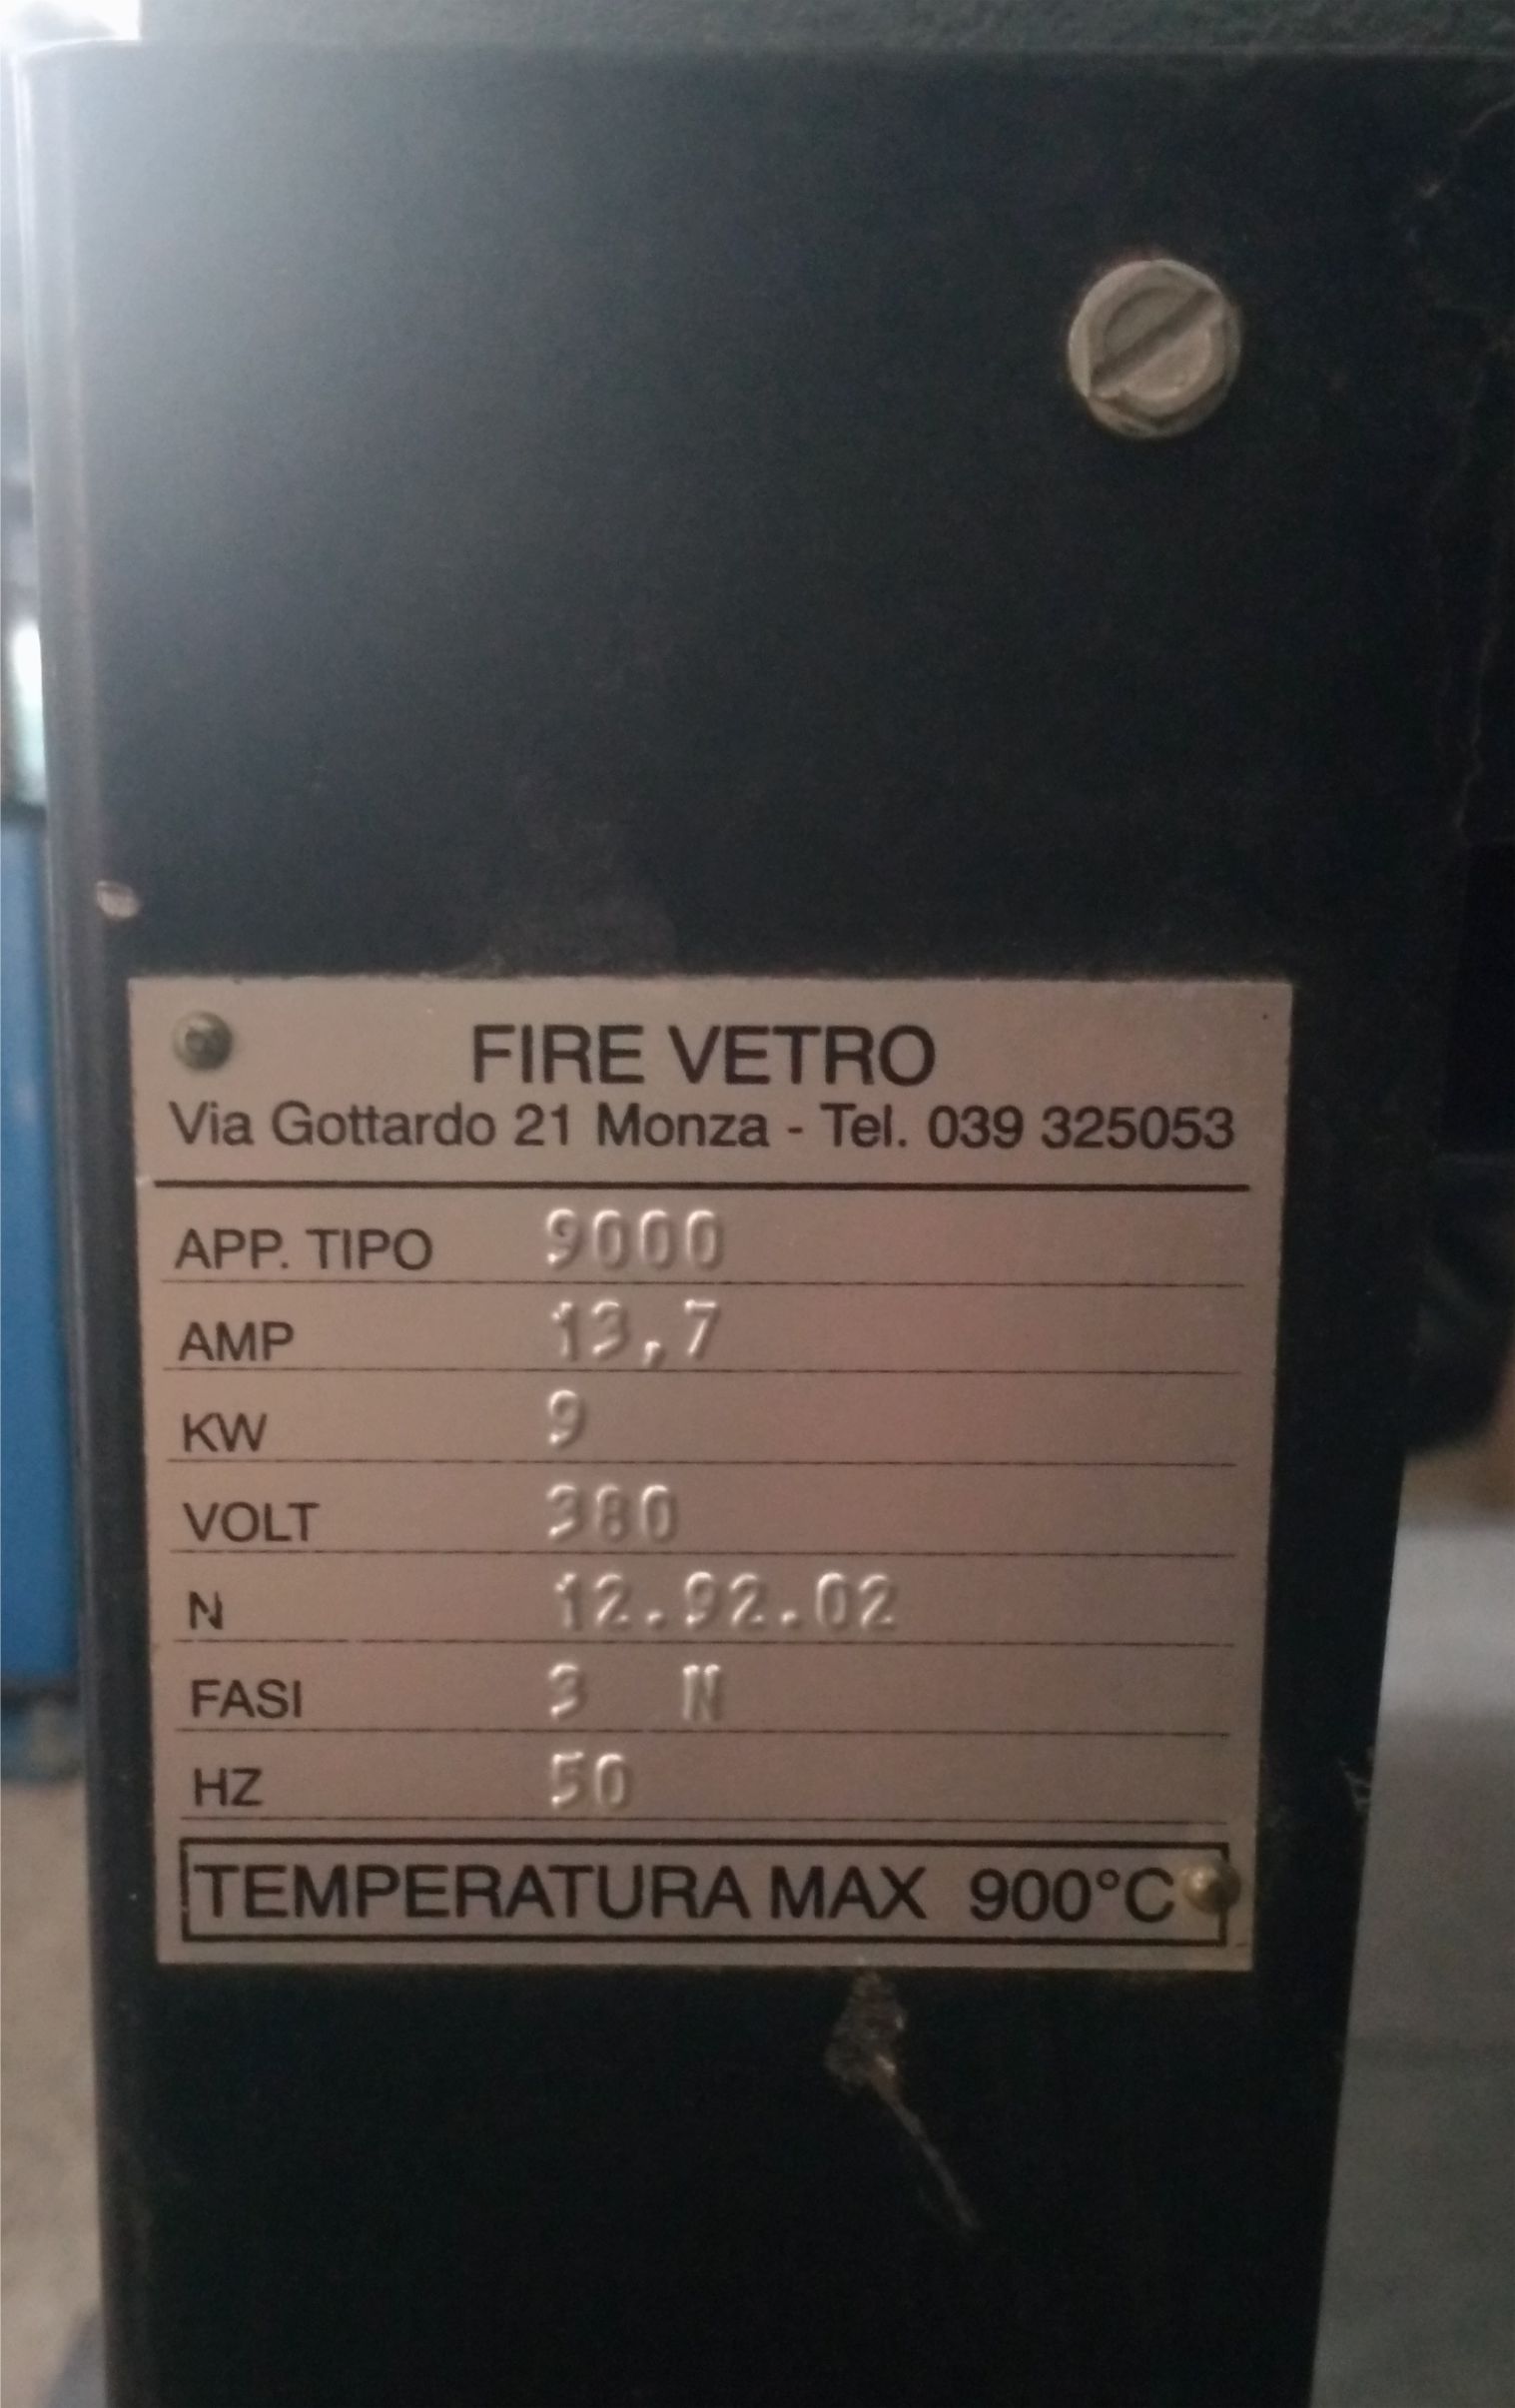 FIRE VETRO
Via Gottardo 21 Monza - Tel. 039 325053
APP. TIPO 9000
AMP 13,7
KW 9
VOLT 380
N 12.92.02
FASI 3 N
HZ 50
TEMPERATURA MAX 900°C